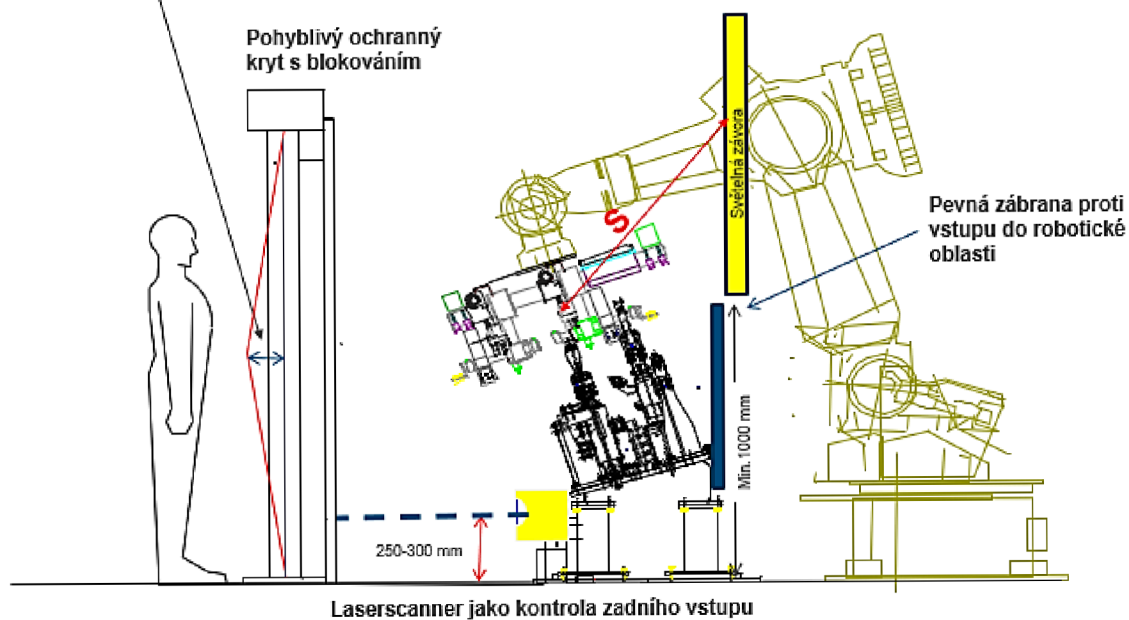 Pohyblivý ochranný
kryt s blokováním
Světelná závora
S
Pevná zábrana proti
vstupu do robotické
oblasti
Min. 1000 mm
250-300 mm
Laserscanner jako kontrola zadního vstupu